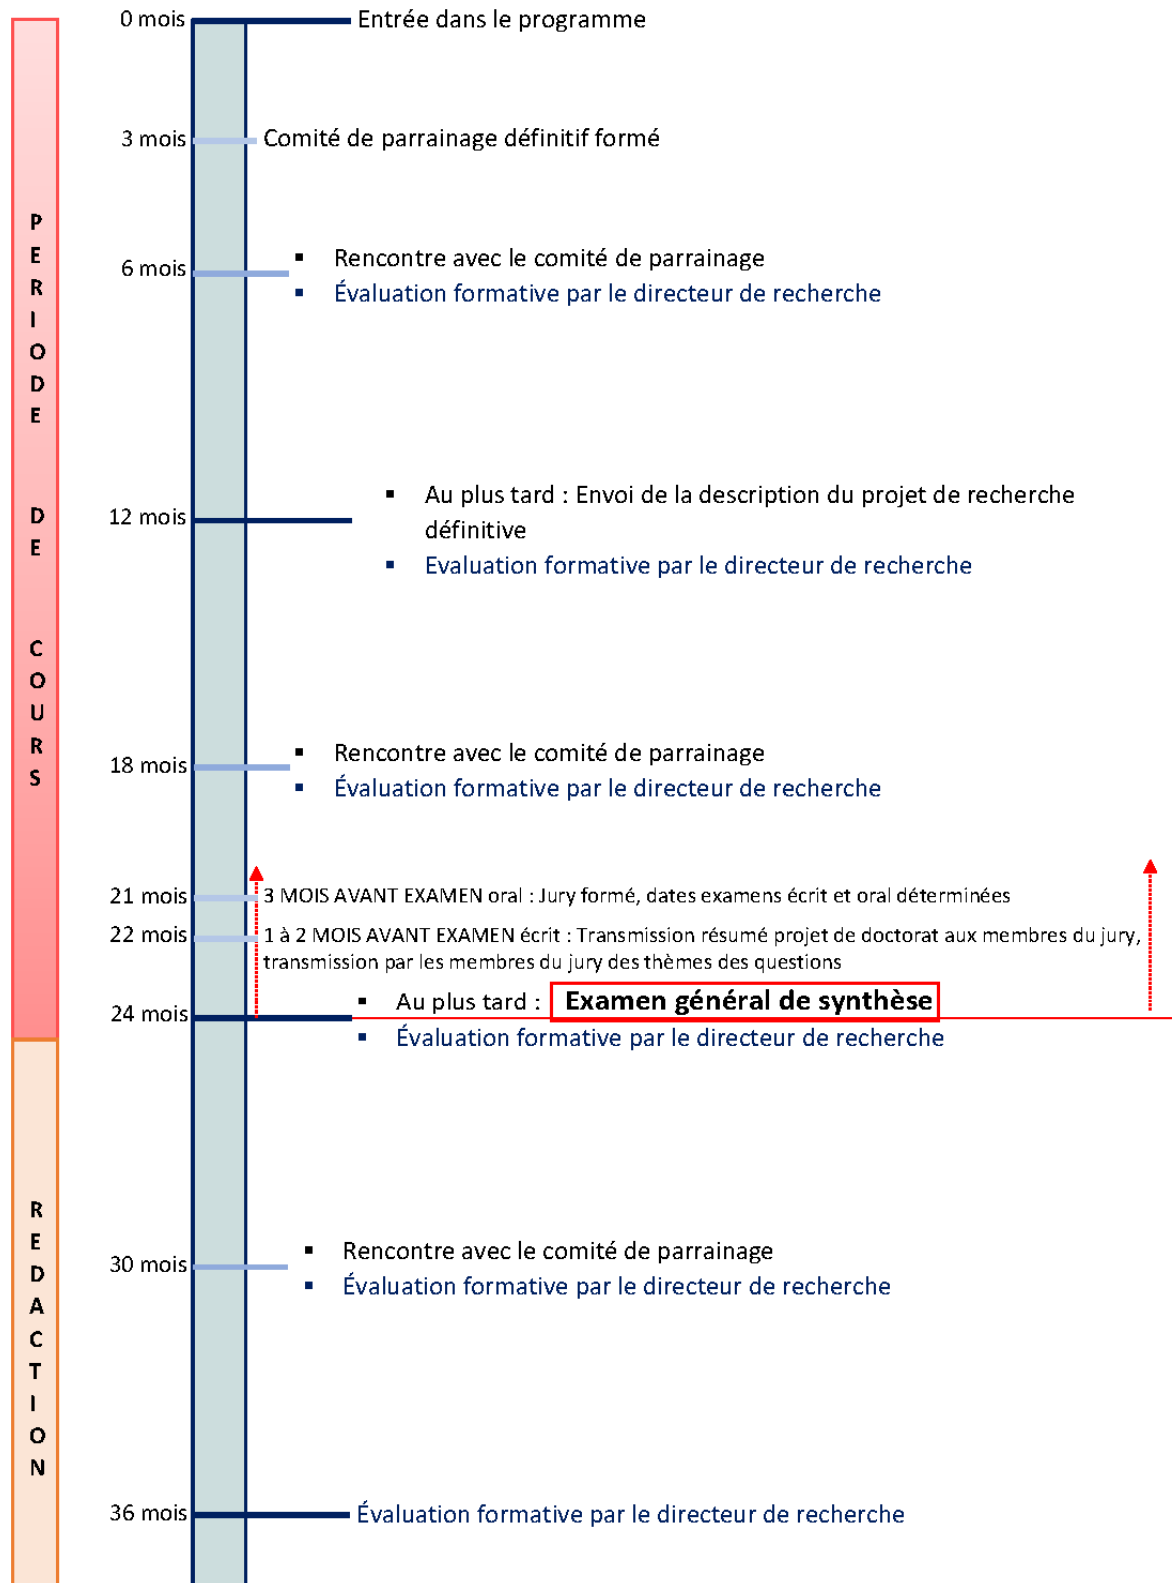 0 mois Entrée dans le programme
3 mois Comité de parrainage définitif formé
PERIODE DE COURS
6 mois
▪ Rencontre avec le comité de parrainage
▪ Évaluation formative par le directeur de recherche
12 mois
▪ Au plus tard : Envoi de la description du projet de recherche
définitive
▪ Evaluation formative par le directeur de recherche
18 mois
▪ Rencontre avec le comité de parrainage
▪ Évaluation formative par le directeur de recherche
21 mois 3 MOIS AVANT EXAMEN oral : Jury formé, dates examens écrit et oral déterminées
22 mois 1 à 2 MOIS AVANT EXAMEN écrit : Transmission résumé projet de doctorat aux membres du jury,
transmission par les membres du jury des thèmes des questions
24 mois
▪ Au plus tard : Examen général de synthèse
▪ Évaluation formative par le directeur de recherche
REDACTION
30 mois
▪ Rencontre avec le comité de parrainage
▪ Évaluation formative par le directeur de recherche
36 mois Évaluation formative par le directeur de recherche